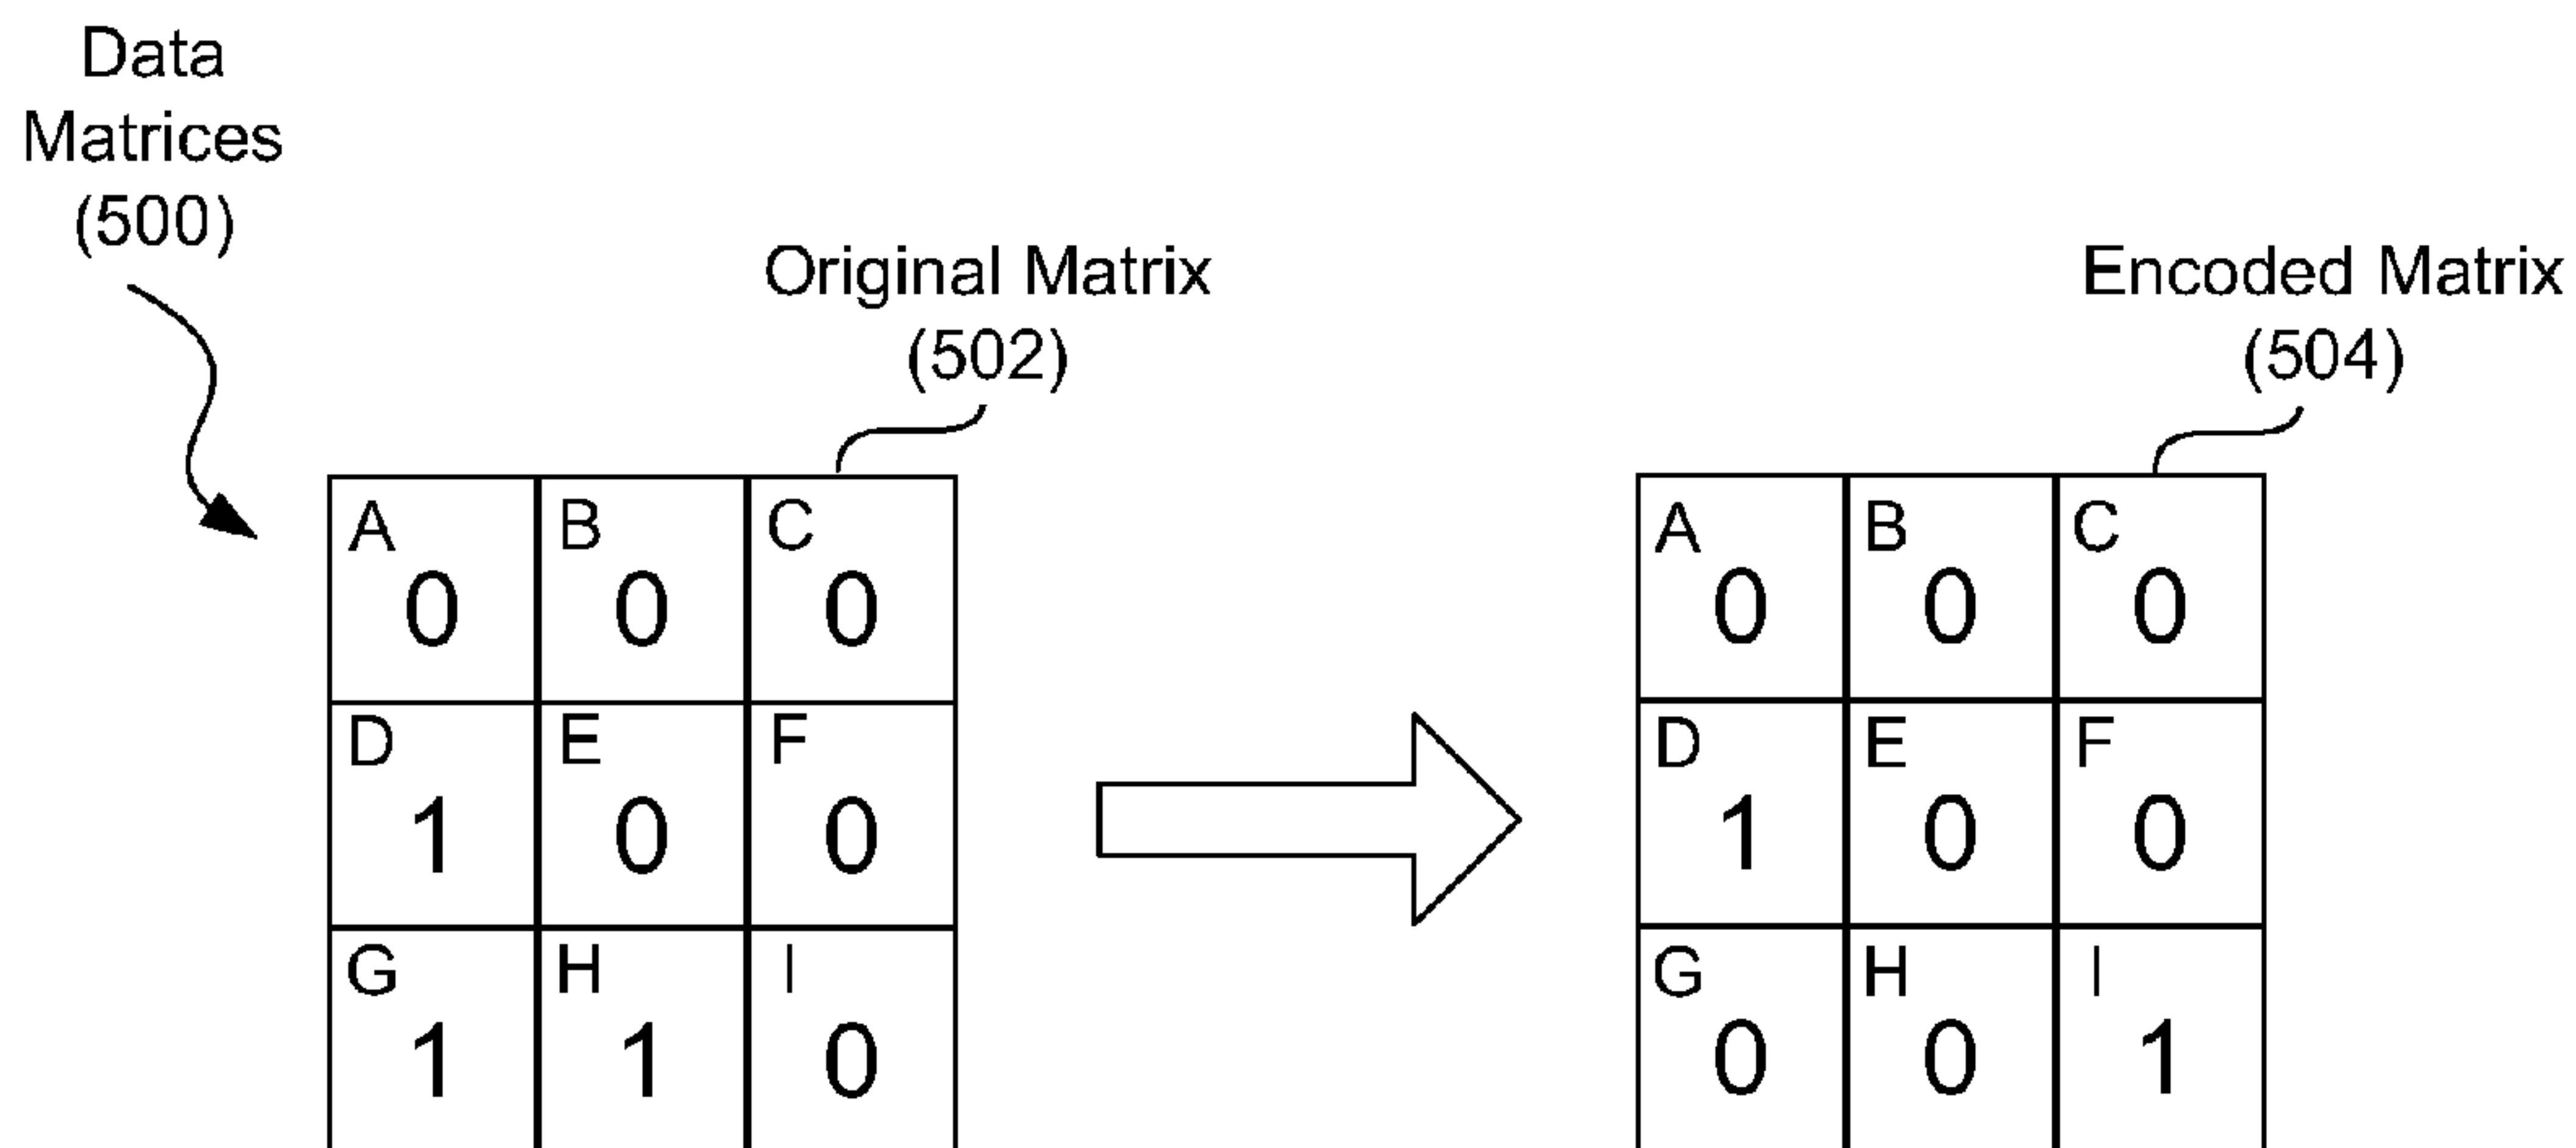 Data
Matrices
(500)
Original Matrix
(502)
Encoded Matrix
(504)
A B C
0 0 0
D E F
1 0 0
G H I
1 1 0
A B C
0 0 0
D E F
1 0 0
G H I
0 0 1